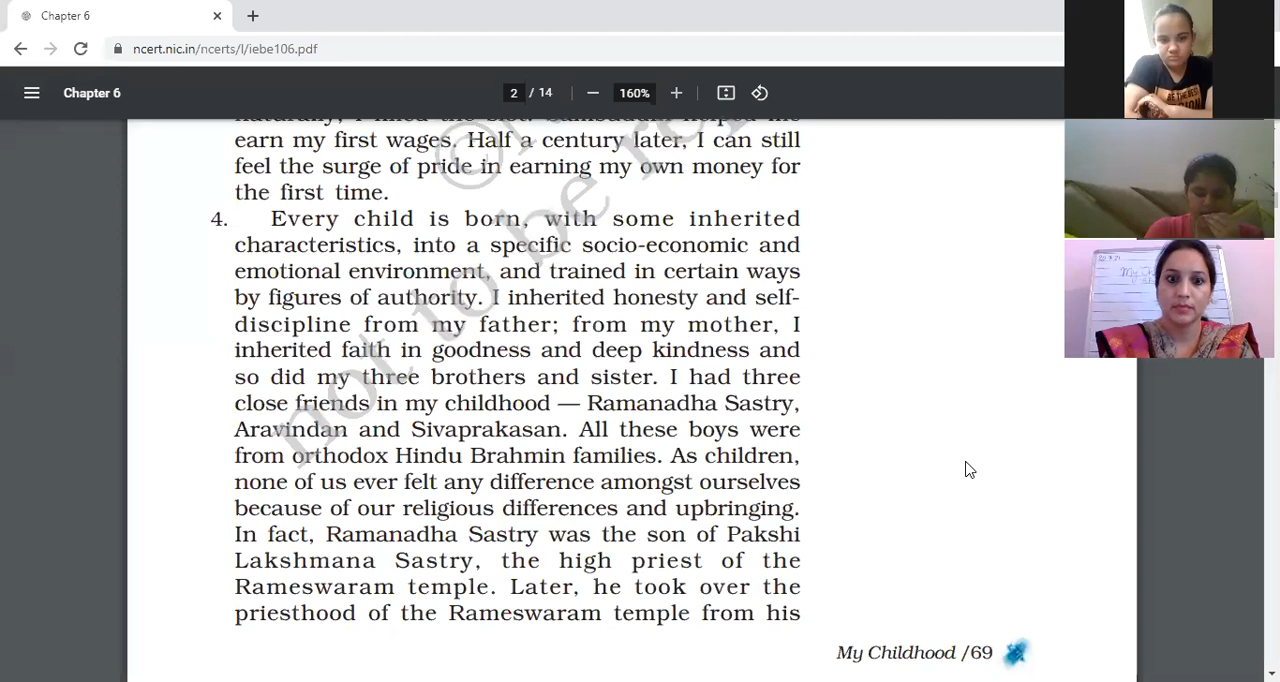 Chapter 6
ncert.nic.in/ncerts/l/iebe106.pdf
Chapter 6
2 / 14
160%
earn my first wages. Half a century later, I can still
feel the surge of pride in earning my own money for
the first time.
4. Every child is born, with some inherited
characteristics, into a specific socio-economic and
emotional environment, and trained in certain ways
by figures of authority. I inherited honesty and self-
discipline from my father; from my mother, I
inherited faith in goodness and deep kindness and
so did my three brothers and sister. I had three
close friends in my childhood — Ramanadha Sastry,
Aravindan and Sivaprakasan. All these boys were
from orthodox Hindu Brahmin families. As children,
none of us ever felt any difference amongst ourselves
because of our religious differences and upbringing.
In fact, Ramanadha Sastry was the son of Pakshi
Lakshmana Sastry, the high priest of the
Rameswaram temple. Later, he took over the
priesthood of the Rameswaram temple from his
My Childhood /69
not to be
BE THE BEST
My